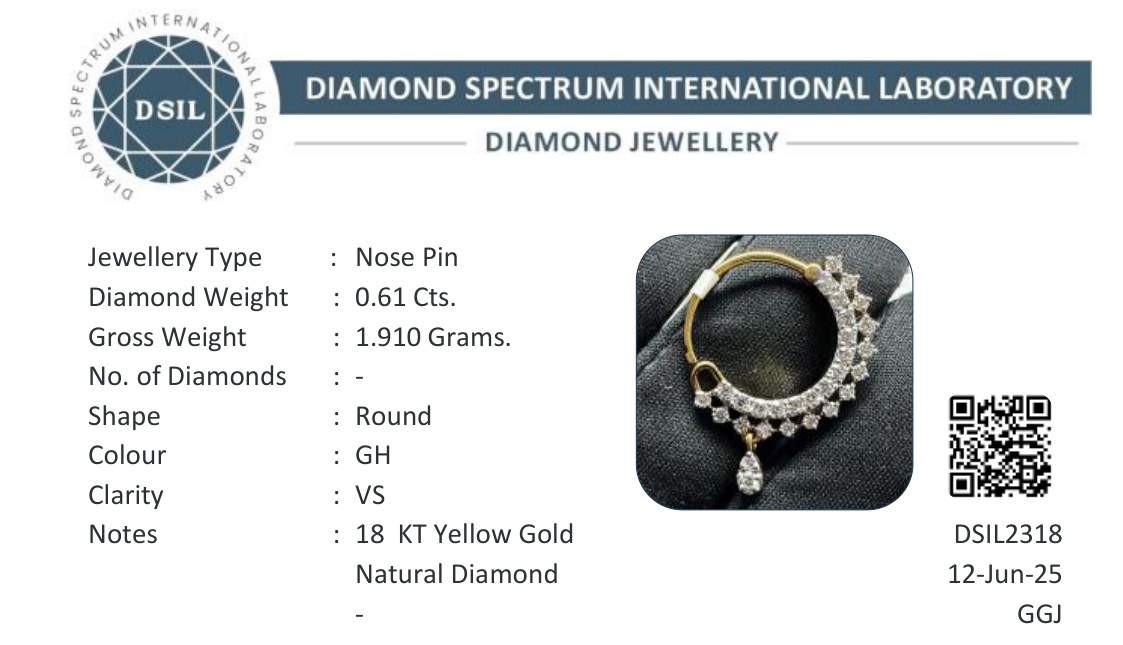 DIAMOND SPECTRUM INTERNATIONAL LABORATORY
DSIL
DIAMOND SPECTRUM INTERNATIONAL LABORATORY
DIAMOND JEWELLERY
Jewellery Type : Nose Pin
Diamond Weight : 0.61 Cts.
Gross Weight : 1.910 Grams.
No. of Diamonds : -
Shape : Round
Colour : GH
Clarity : VS
Notes : 18 KT Yellow Gold
Natural Diamond
-
DSIL2318
12-Jun-25
GGJ